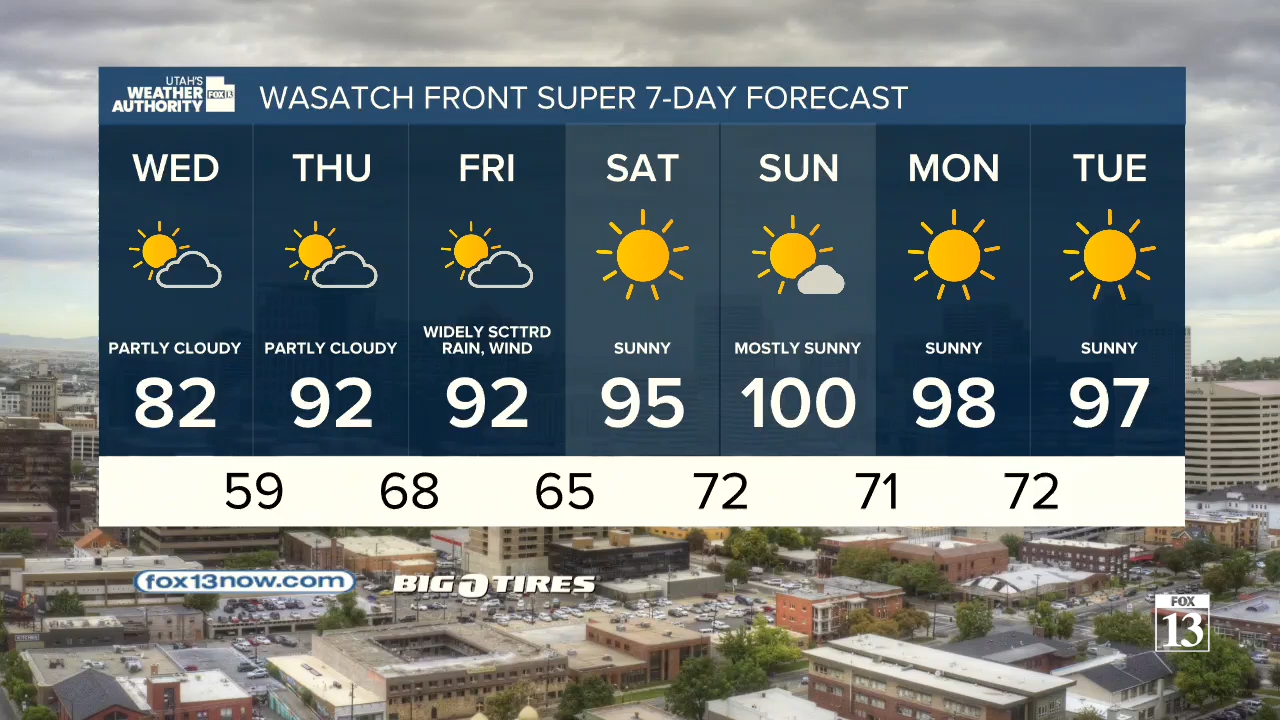 UTAH'S
WEATHER
AUTHORITY
FOX 13
WASATCH FRONT SUPER 7-DAY FORECAST
WED THU FRI SAT SUN MON TUE
PARTLY CLOUDY PARTLY CLOUDY WIDELY SCTTRD RAIN, WIND SUNNY MOSTLY SUNNY SUNNY SUNNY
82 92 92 95 100 98 97
59 68 65 72 71 72
fox13now.com
BIG O TIRES
FOX
13